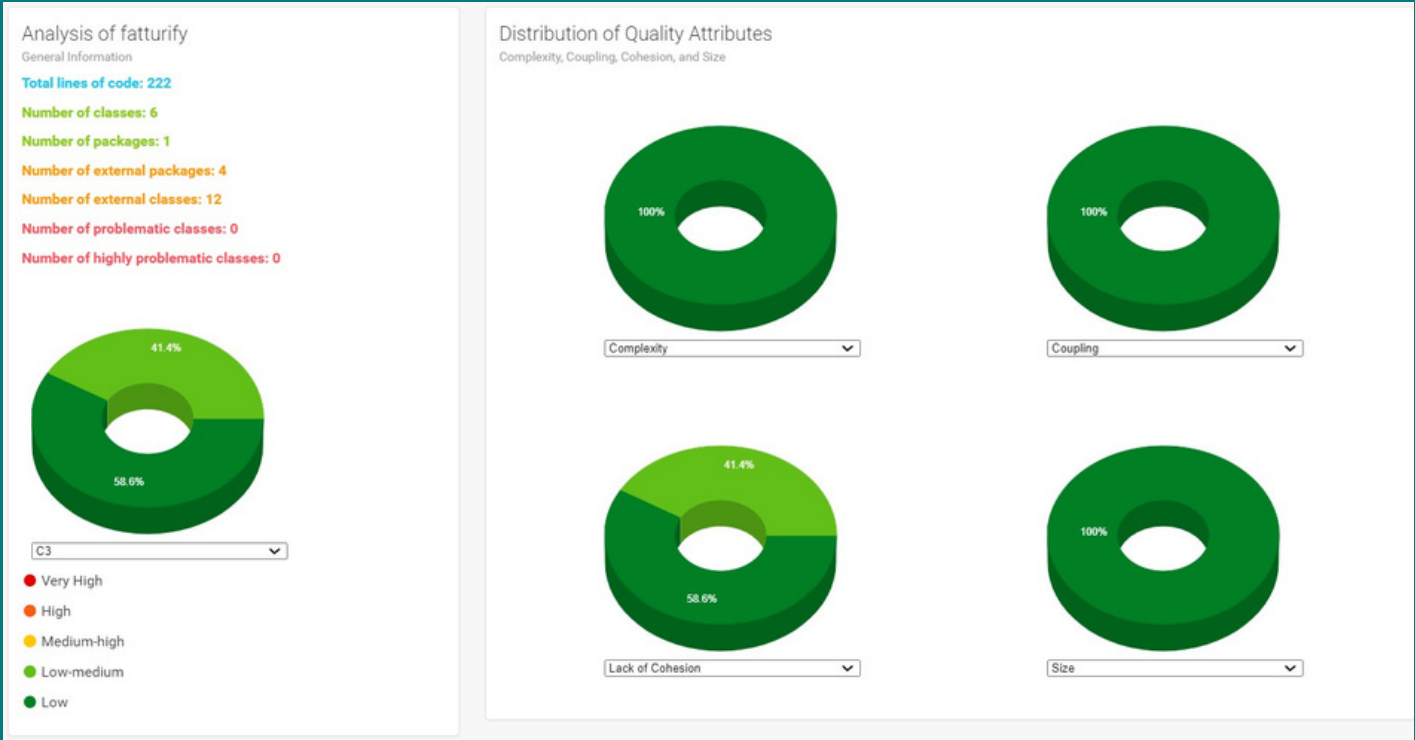 Analysis of fatturify
General Information
Total lines of code: 222
Number of classes: 6
Number of packages: 1
Number of external packages: 4
Number of external classes: 12
Number of problematic classes: 0
Number of highly problematic classes: 0
41.4%
58.6%
C3
Very High
High
Medium-high
Low-medium
Low
Distribution of Quality Attributes
Complexity, Coupling, Cohesion, and Size
100%
Complexity
100%
Coupling
41.4%
58.6%
Lack of Cohesion
100%
Size